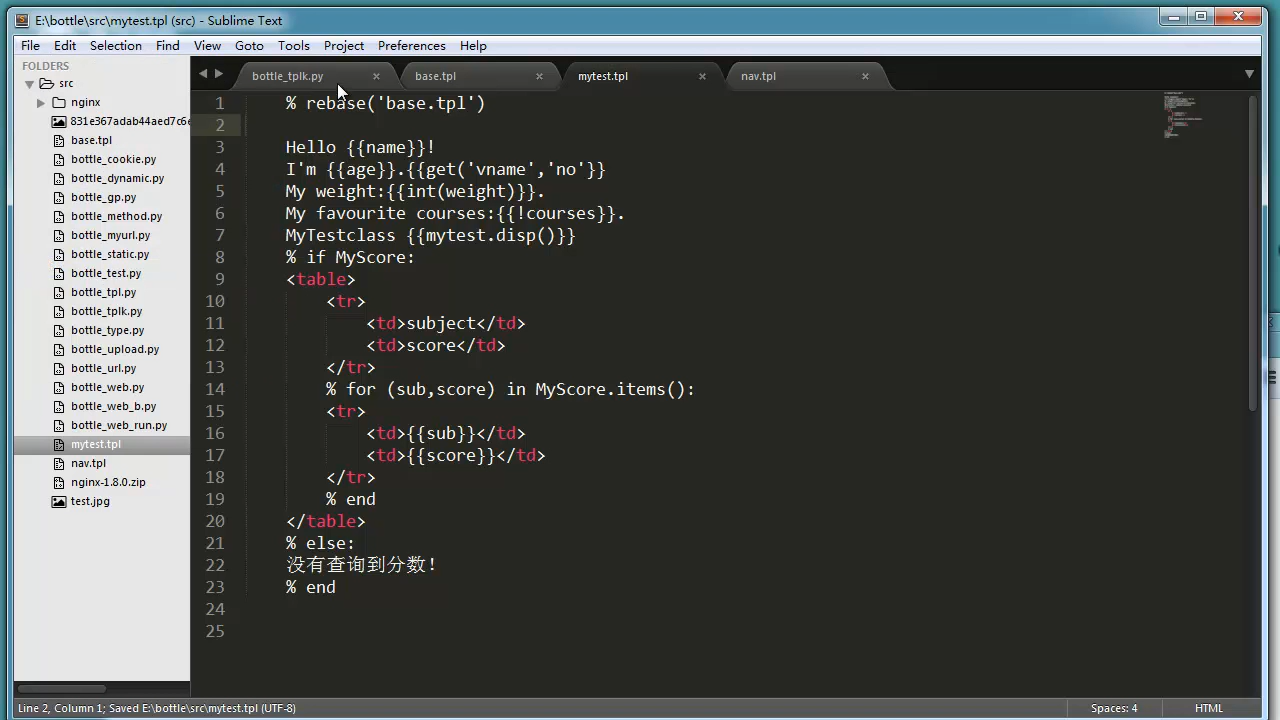 E:\bottle\src\mytest.tpl (src) - Sublime Text
File Edit Selection Find View Goto Tools Project Preferences Help
FOLDERS
src
nginx
831e367adab44aed7c6e
base.tpl
bottle_cookie.py
bottle_dynamic.py
bottle_gp.py
bottle_method.py
bottle_myurl.py
bottle_static.py
bottle_test.py
bottle_tpl.py
bottle_tplk.py
bottle_type.py
bottle_upload.py
bottle_url.py
bottle_web.py
bottle_web_b.py
bottle_web_run.py
mytest.tpl
nav.tpl
nginx-1.8.0.zip
test.jpg
bottle_tplk.py × base.tpl × mytest.tpl × nav.tpl ×
1 % rebase('base.tpl')
2
3 Hello {{name}}!
4 I'm {{age}}.{{get('vname','no'}}
5 My weight:{{int(weight)}}.
6 My favourite courses:{{!courses}}.
7 MyTestclass {{mytest.disp()}}
8 % if MyScore:
9 <table>
10 <tr>
11 <td>subject</td>
12 <td>score</td>
13 </tr>
14 % for (sub,score) in MyScore.items():
15 <tr>
16 <td>{{sub}}</td>
17 <td>{{score}}</td>
18 </tr>
19 % end
20 </table>
21 % else:
22 没有查询到分数!
23 % end
24
25
Line 2, Column 1; Saved E:\bottle\src\mytest.tpl (UTF-8) Spaces: 4 HTML